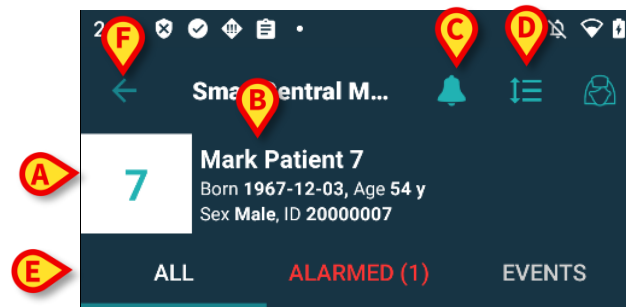 2
F
C
D
Sma entral M...
B
A
7
Mark Patient 7
Born 1967-12-03, Age 54 y
Sex Male, ID 20000007
E
ALL ALARMED (1) EVENTS